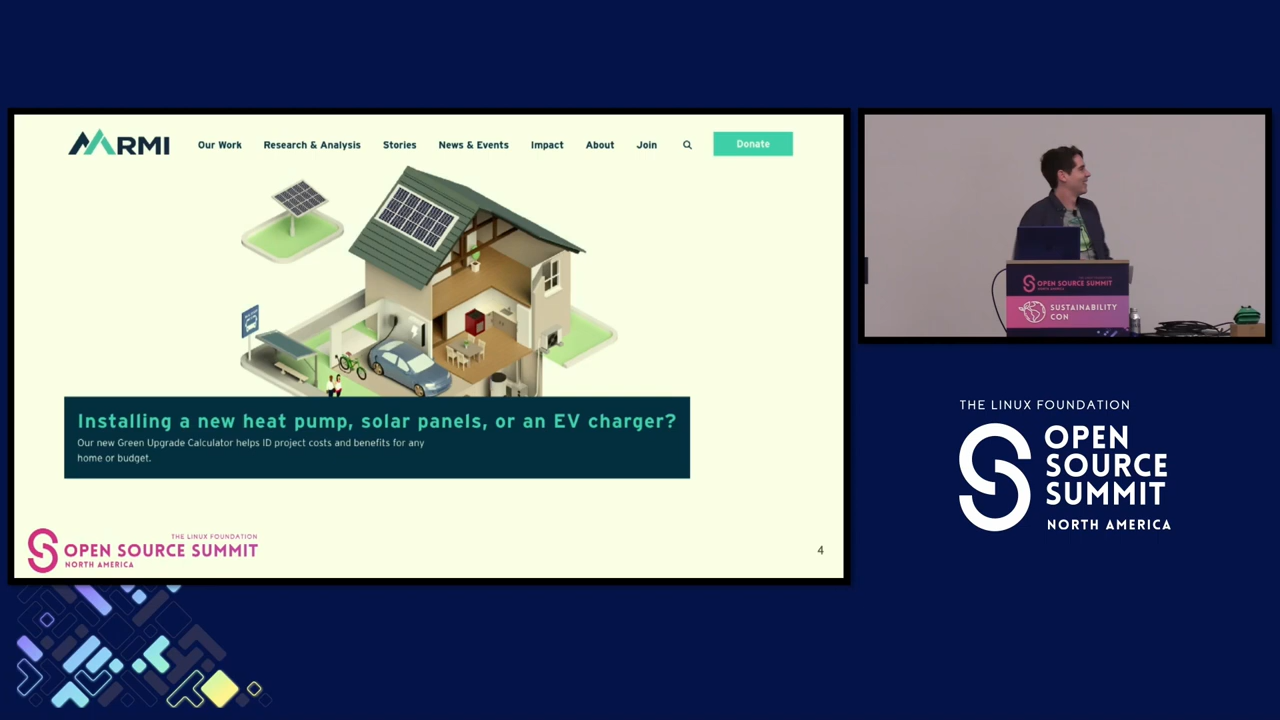 RMI
Our Work Research & Analysis Stories News & Events Impact About Join Donate
Installing a new heat pump, solar panels, or an EV charger?
Our new Green Upgrade Calculator helps ID project costs and benefits for any
home or budget.
THE LINUX FOUNDATION
OPEN SOURCE SUMMIT
NORTH AMERICA
4
OPEN SOURCE SUMMIT
SUSTAINABILITY
CON
THE LINUX FOUNDATION
OPEN
SOURCE
SUMMIT
NORTH AMERICA